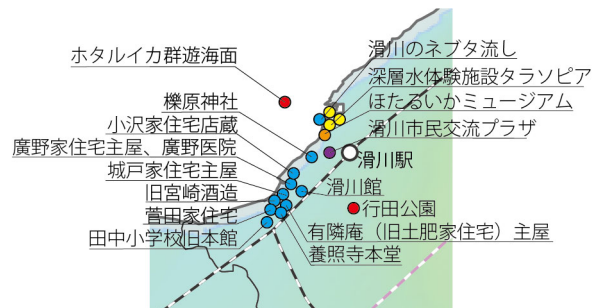 ホタルイカ群遊海面
櫟原神社
小沢家住宅店蔵
廣野家住宅主屋、廣野医院
城戸家住宅主屋
旧宮崎酒造
菅田家住宅
田中小学校旧本館
滑川のネブタ流し
深層水体験施設タラソピア
ほたるいかミュージアム
滑川市民交流プラザ
滑川駅
滑川館
行田公園
有隣庵（旧土肥家住宅）主屋
養照寺本堂